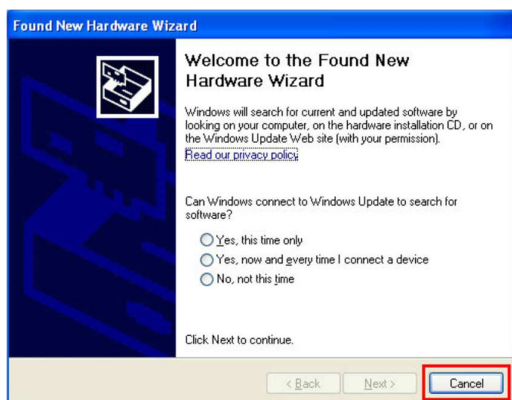 Found New Hardware Wizard
Welcome to the Found New
Hardware Wizard
Windows will search for current and updated software by
looking on your computer, on the hardware installation CD, or on
the Windows Update Web site (with your permission).
Read our privacy policy
Can Windows connect to Windows Update to search for
software?
Yes, this time only
Yes, now and every time I connect a device
No, not this time
Click Next to continue.
< Back Next > Cancel